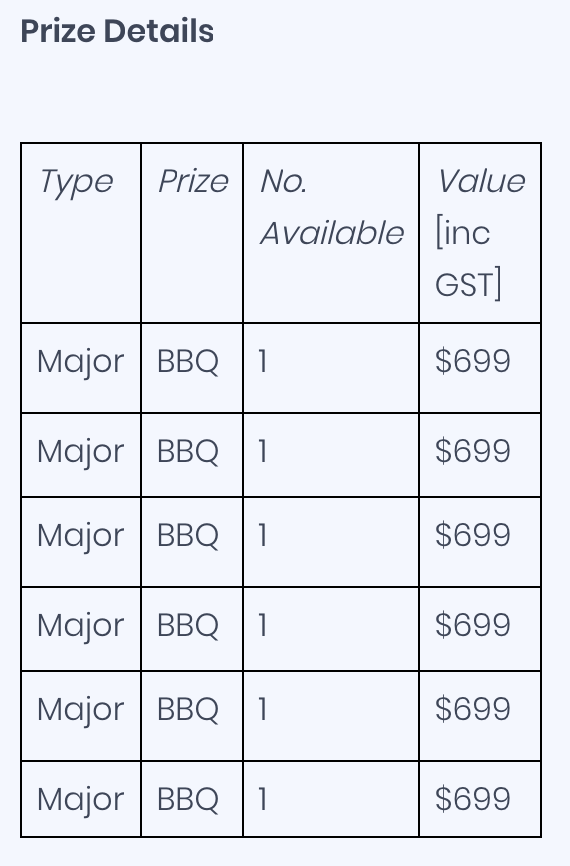 Prize Details
Type Prize No. Value
Available [inc
GST]
Major BBQ 1 $699
Major BBQ 1 $699
Major BBQ 1 $699
Major BBQ 1 $699
Major BBQ 1 $699
Major BBQ 1 $699